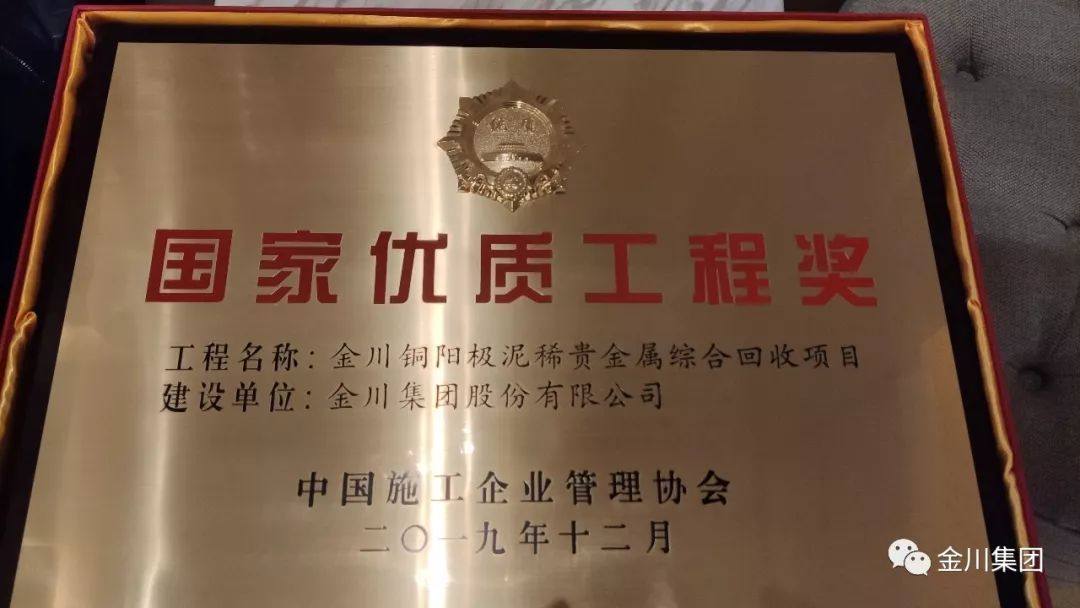 国家优质工程奖
工程名称：金川铜阳极泥稀贵金属综合回收项目
建设单位：金川集团股份有限公司
中国施工企业管理协会
二〇一九年十二月
金川集团